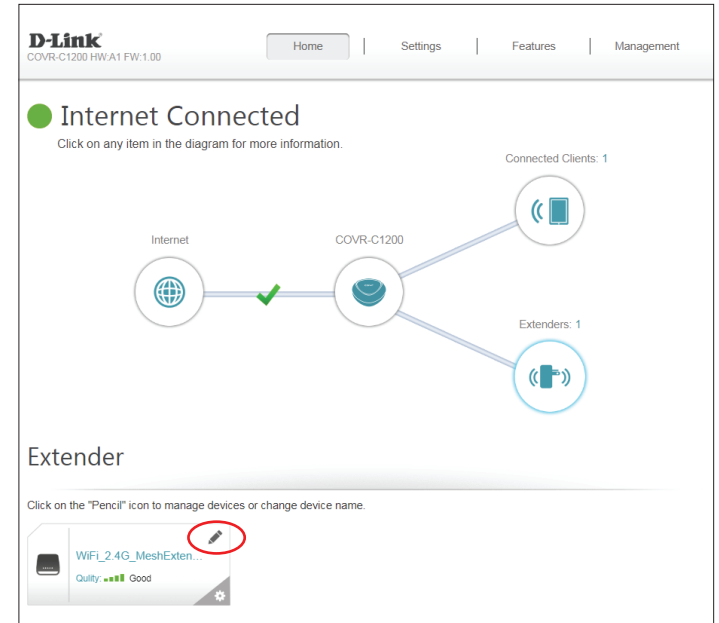 D-Link
COVR-C1200 HW:A1 FW:1.00
Home
Settings
Features
Management
Internet Connected
Click on any item in the diagram for more information.
Connected Clients: 1
Internet
COVR-C1200
Extenders: 1
Extender
Click on the "Pencil" icon to manage devices or change device name.
WiFi_2.4G_MeshExten...
Qulity: Good